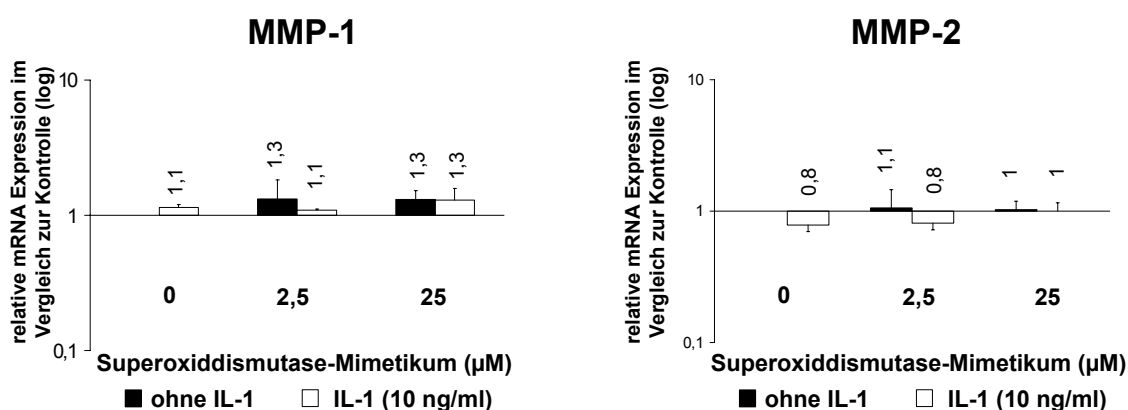 MMP-1
relative mRNA Expression im
Vergleich zur Kontrolle (log)
10
1
0,1
1,1
1,3
1,1
1,3
1,3
0
2,5
25
Superoxiddismutase-Mimetikum (µM)
ohne IL-1
IL-1 (10 ng/ml)
MMP-2
relative mRNA Expression im
Vergleich zur Kontrolle (log)
10
1
0,1
0,8
1,1
0,8
1
1
0
2,5
25
Superoxiddismutase-Mimetikum (µM)
ohne IL-1
IL-1 (10 ng/ml)